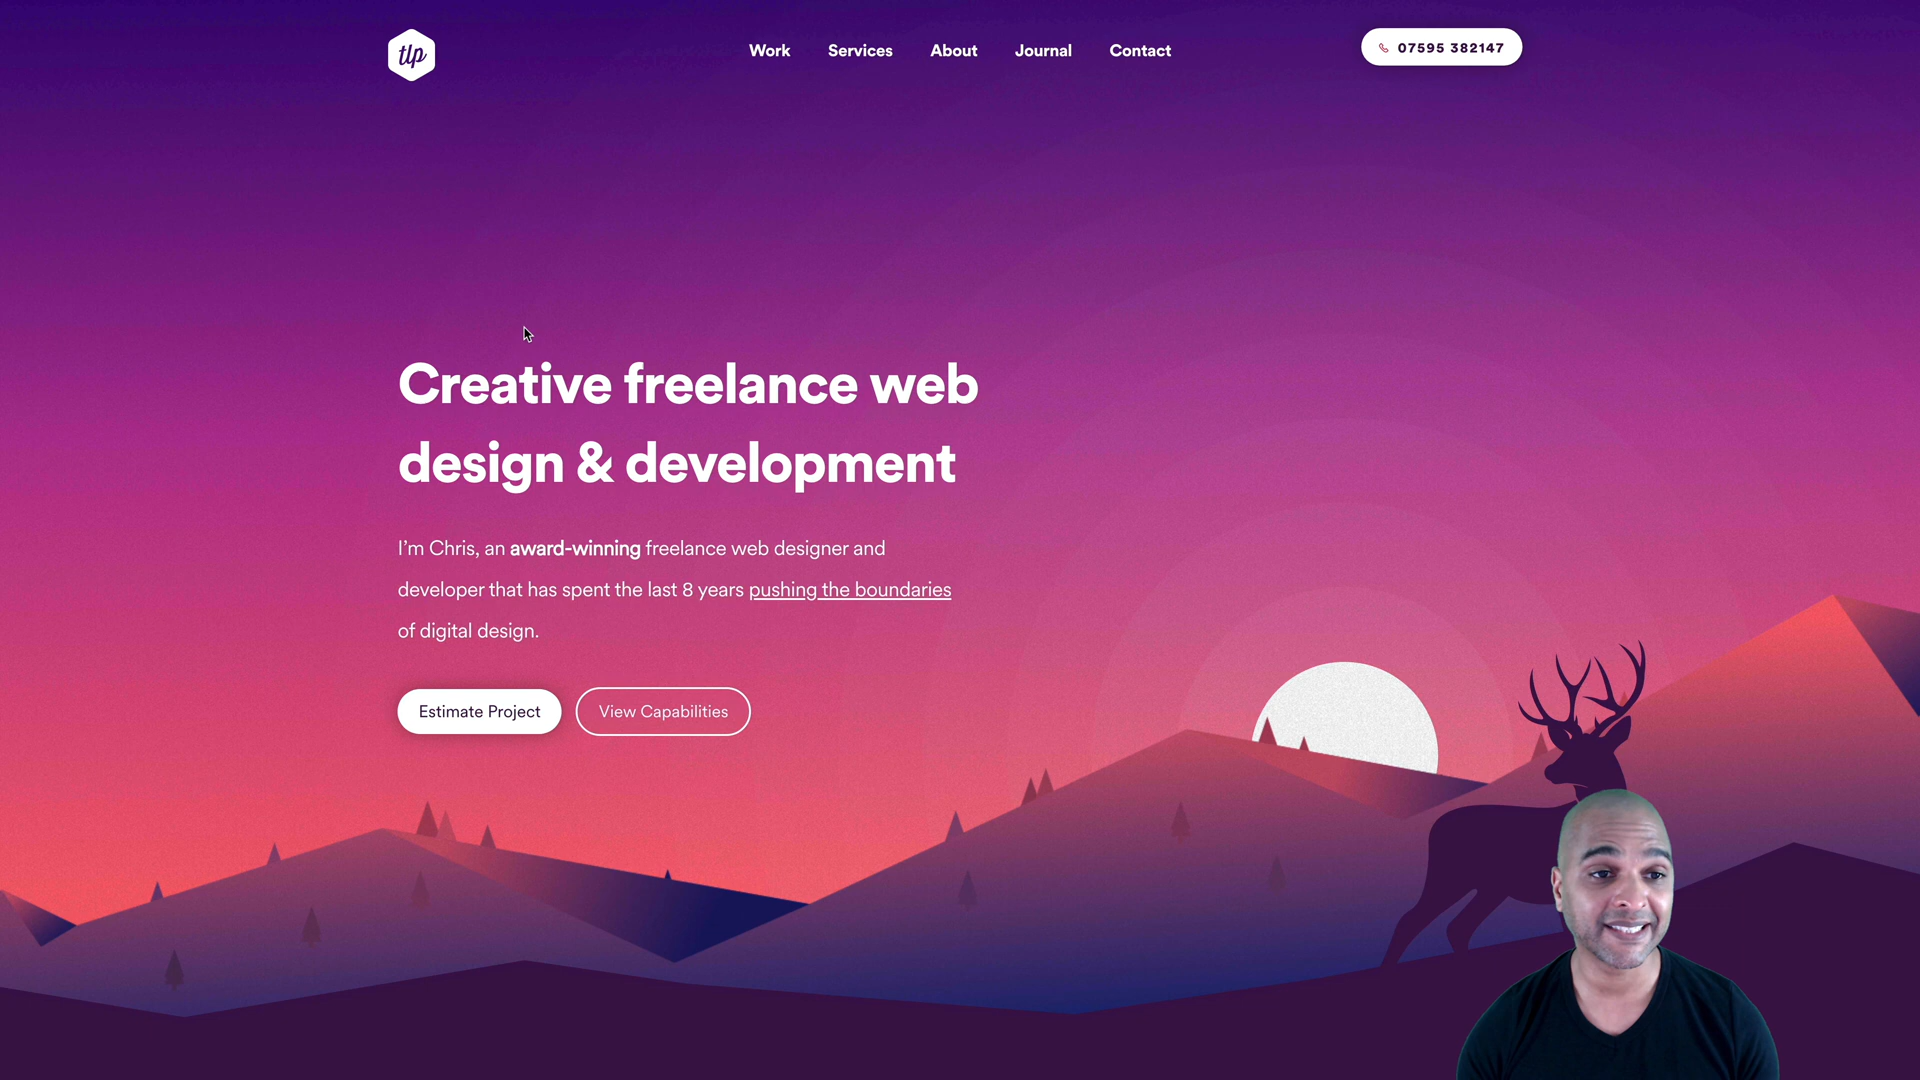 tlp
Work
Services
About
Journal
Contact
07595 382147
Creative freelance web
design & development
I’m Chris, an award-winning freelance web designer and
developer that has spent the last 8 years pushing the boundaries
of digital design.
Estimate Project
View Capabilities